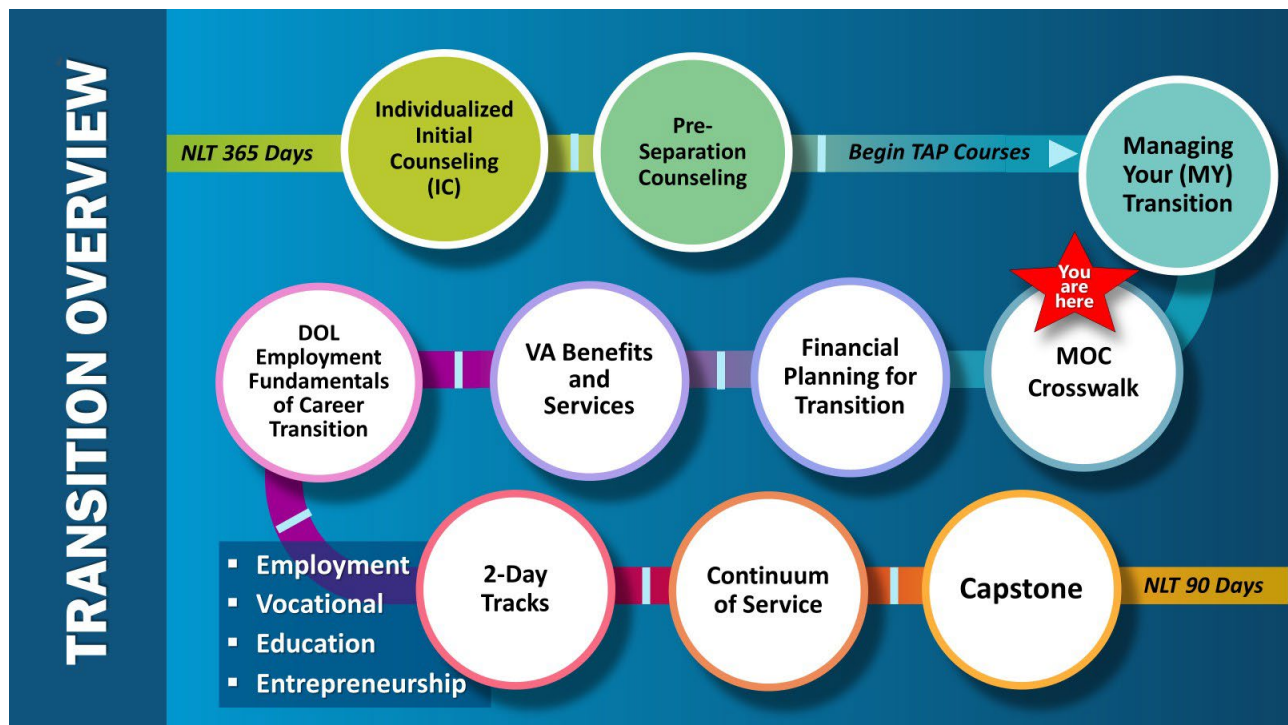 TRANSITION OVERVIEW
NLT 365 Days
Individualized
Initial
Counseling
(IC)
Pre-
Separation
Counseling
Begin TAP Courses
Managing
Your (MY)
Transition
You
are
here
MOC
Crosswalk
Financial
Planning for
Transition
VA Benefits
and
Services
DOL
Employment
Fundamentals
of Career
Transition
▪ Employment
▪ Vocational
▪ Education
▪ Entrepreneurship
2-Day
Tracks
Continuum
of Service
Capstone
NLT 90 Days